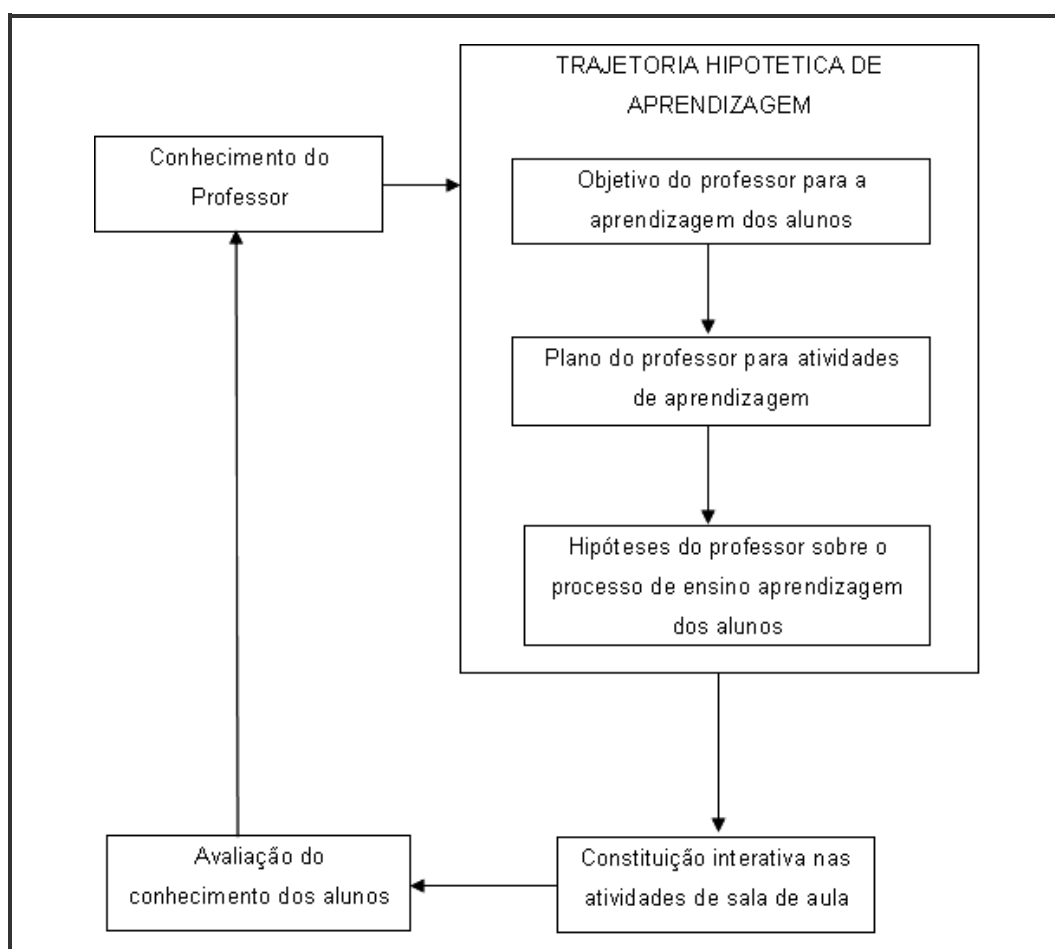 TRAJETORIA HIPOTETICA DE
APRENDIZAGEM
Conhecimento do
Professor
Objetivo do professor para a
aprendizagem dos alunos
Plano do professor para atividades
de aprendizagem
Hipóteses do professor sobre o
processo de ensino aprendizagem
dos alunos
Avaliação do
conhecimento dos alunos
Constituição interativa nas
atividades de sala de aula